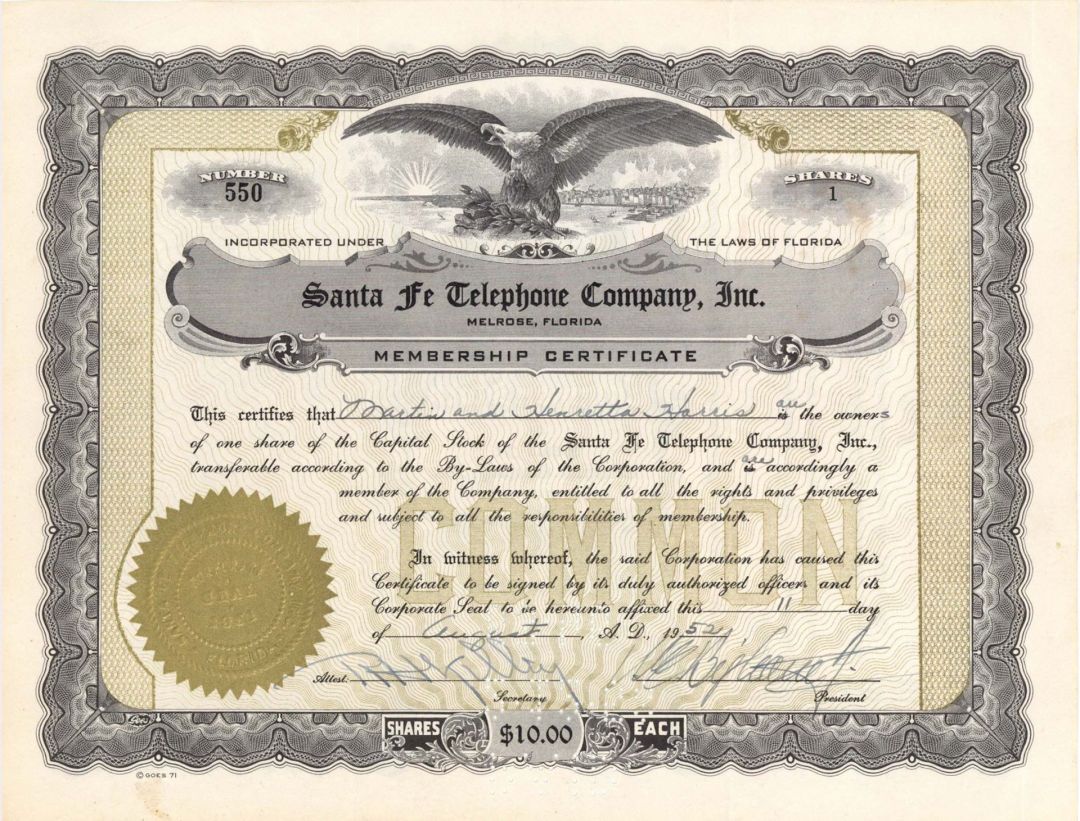 NUMBER
550
SHARES
1
INCORPORATED UNDER THE LAWS OF FLORIDA
Santa Fe Telephone Company, Inc.
MELROSE, FLORIDA
MEMBERSHIP CERTIFICATE
This certifies that Martin and Henretta Harris is are the owners
of one share of the Capital Stock of the Santa Fe Telephone Company, Inc.,
transferable according to the By-Laws of the Corporation, and is are accordingly a
member of the Company, entitled to all the rights and privileges
and subject to all the responsibilities of membership.
COMMON
In witness whereof, the said Corporation has caused this
Certificate to be signed by its duly authorized officers and its
Corporate Seal to be hereunto affixed this 11 day
of August, A. D., 1952
Attest
Secretary
President
FLORIDA
SHARES $10.00 EACH
Goes
© GOES 71